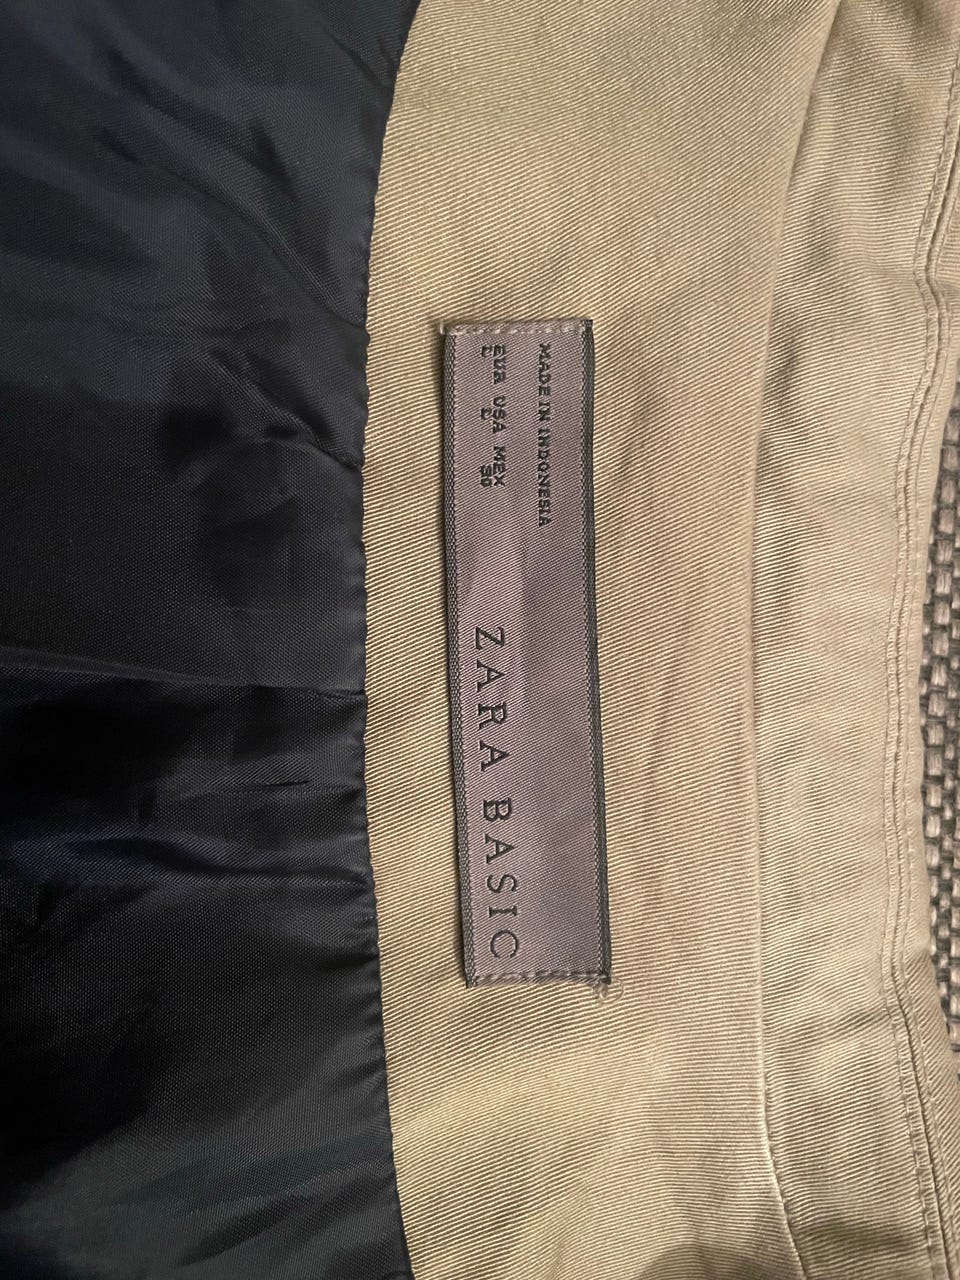 MADE IN INDONESIA
EUR USA MEX
L L 30
ZARA BASIC